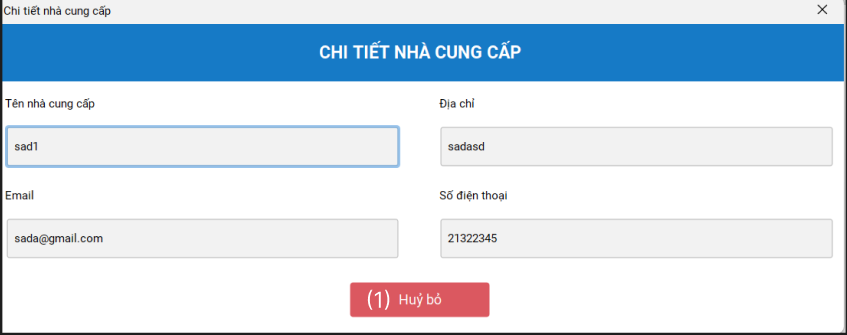 Chi tiết nhà cung cấp
CHI TIẾT NHÀ CUNG CẤP
Tên nhà cung cấp
Địa chỉ
sad1
sadasd
Email
Số điện thoại
sada@gmail.com
21322345
(1) Huỷ bỏ